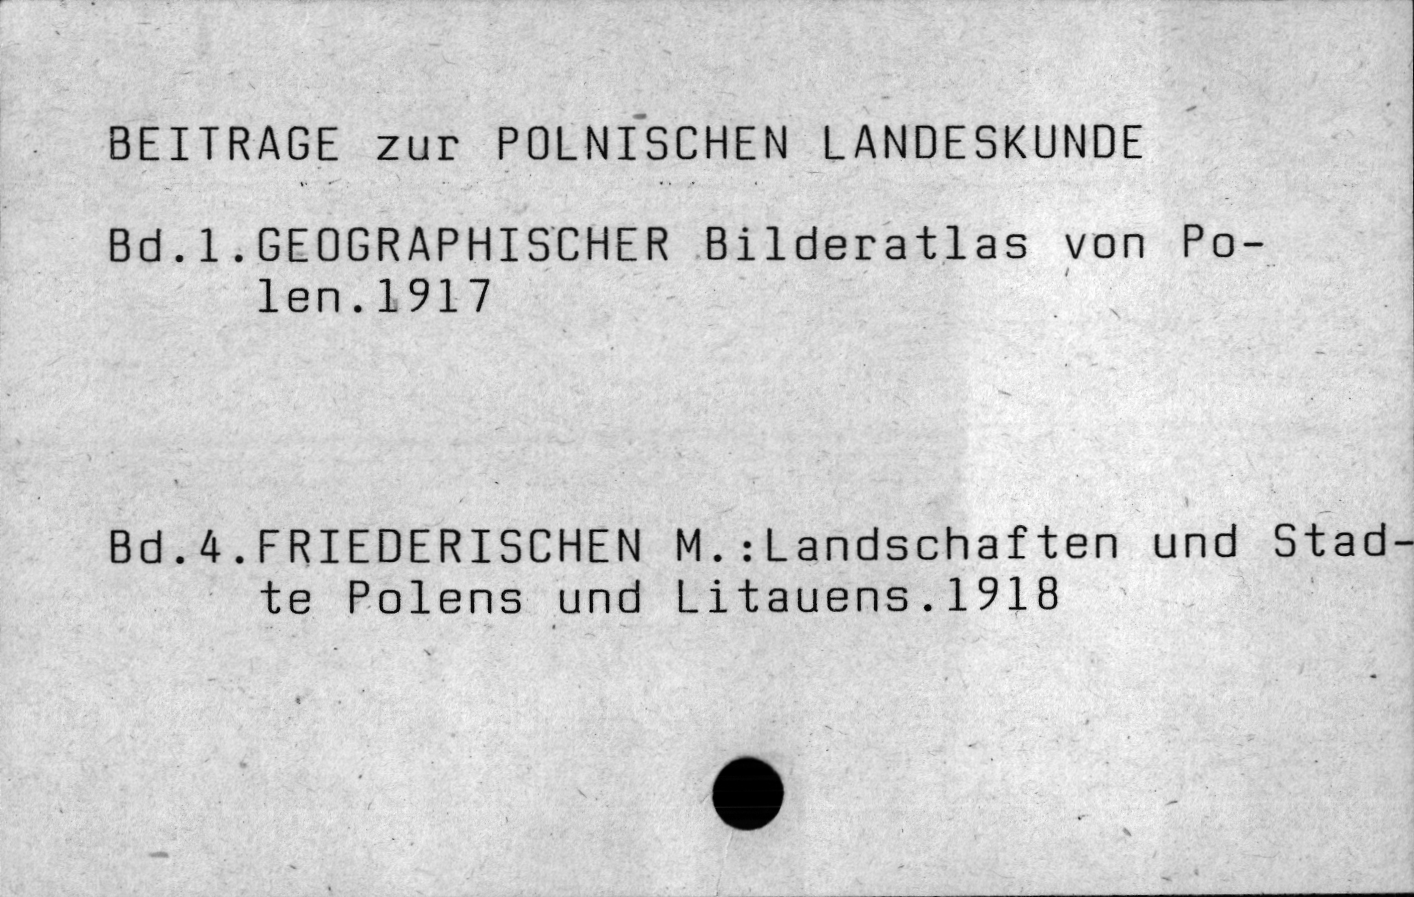 BEITRAGE zur POLNISCHEN LANDESKUNDE
Bd.1.GEOGRAPHISCHER Bilderatlas von Po-
len.1917
Bd.4.FRIEDERISCHEN M.:Landschaften und Stad-
te Polens und Litauens.1918